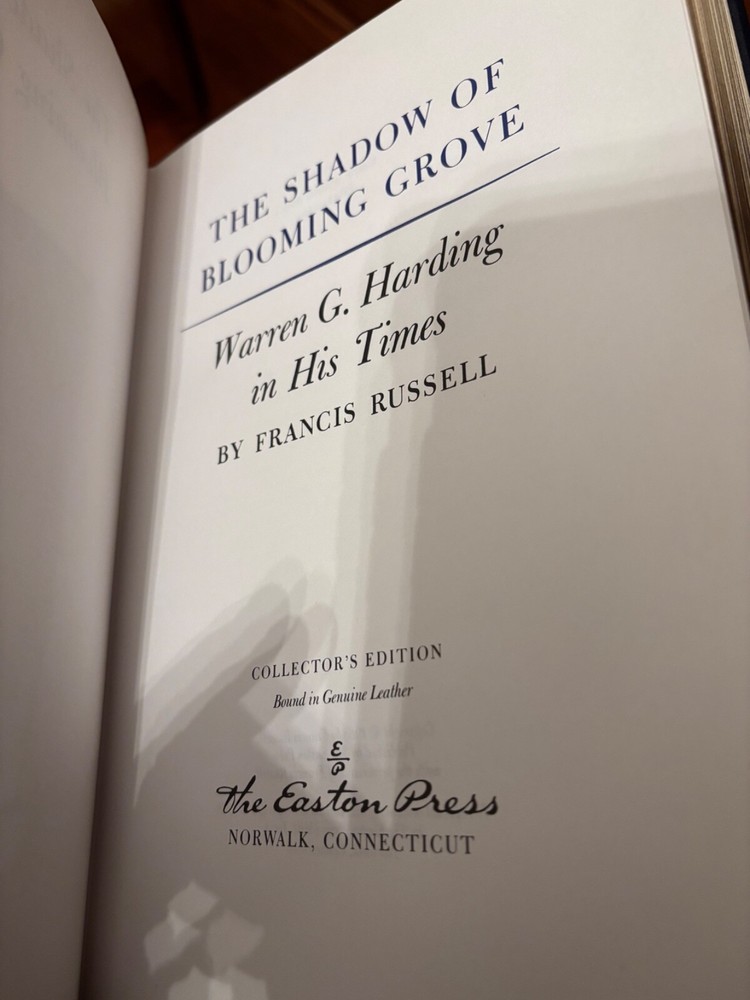 THE SHADOW OF
BLOOMING GROVE
Warren G. Harding
in His Times
BY FRANCIS RUSSELL
COLLECTOR'S EDITION
Bound in Genuine Leather
E
P
The Easton Press
NORWALK, CONNECTICUT